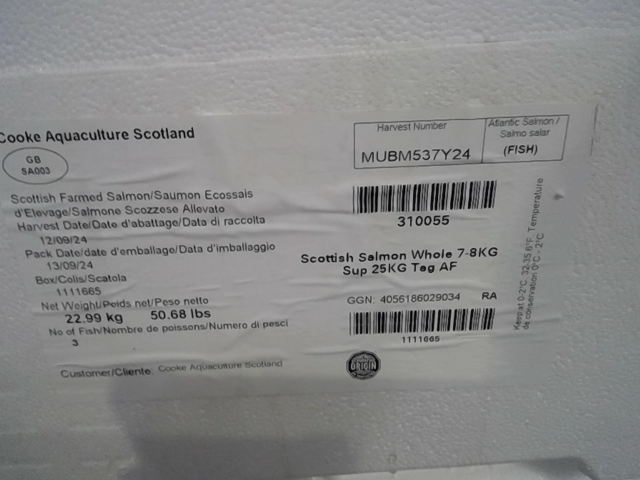 Cooke Aquaculture Scotland
GB
SA003
Scottish Farmed Salmon/Saumon Ecossais
d'Elevage/Salmone Scozzese Allevato
Harvest Date/Date d'abattage/Data di raccolta
12/09/24
Pack Date/date d'emballage/Data d'imballaggio
13/09/24
Box/Colis/Scatola
1111665
Net Weight/Poids net/Peso netto
22.99 kg 50.68 lbs
No of Fish/Nombre de poissons/Numero di pesci
3
Customer/Cliente: Cooke Aquaculture Scotland
Harvest Number
MUBM537Y24
Atlantic Salmon /
Salmo salar
(FISH)
310055
Scottish Salmon Whole 7-8KG
Sup 25KG Tag AF
GGN: 4056186029034 RA
1111665
ORIGIN
Keep at 0-2°C, 32-35.6°F, Temperature
de conservation 0°C - 2°C